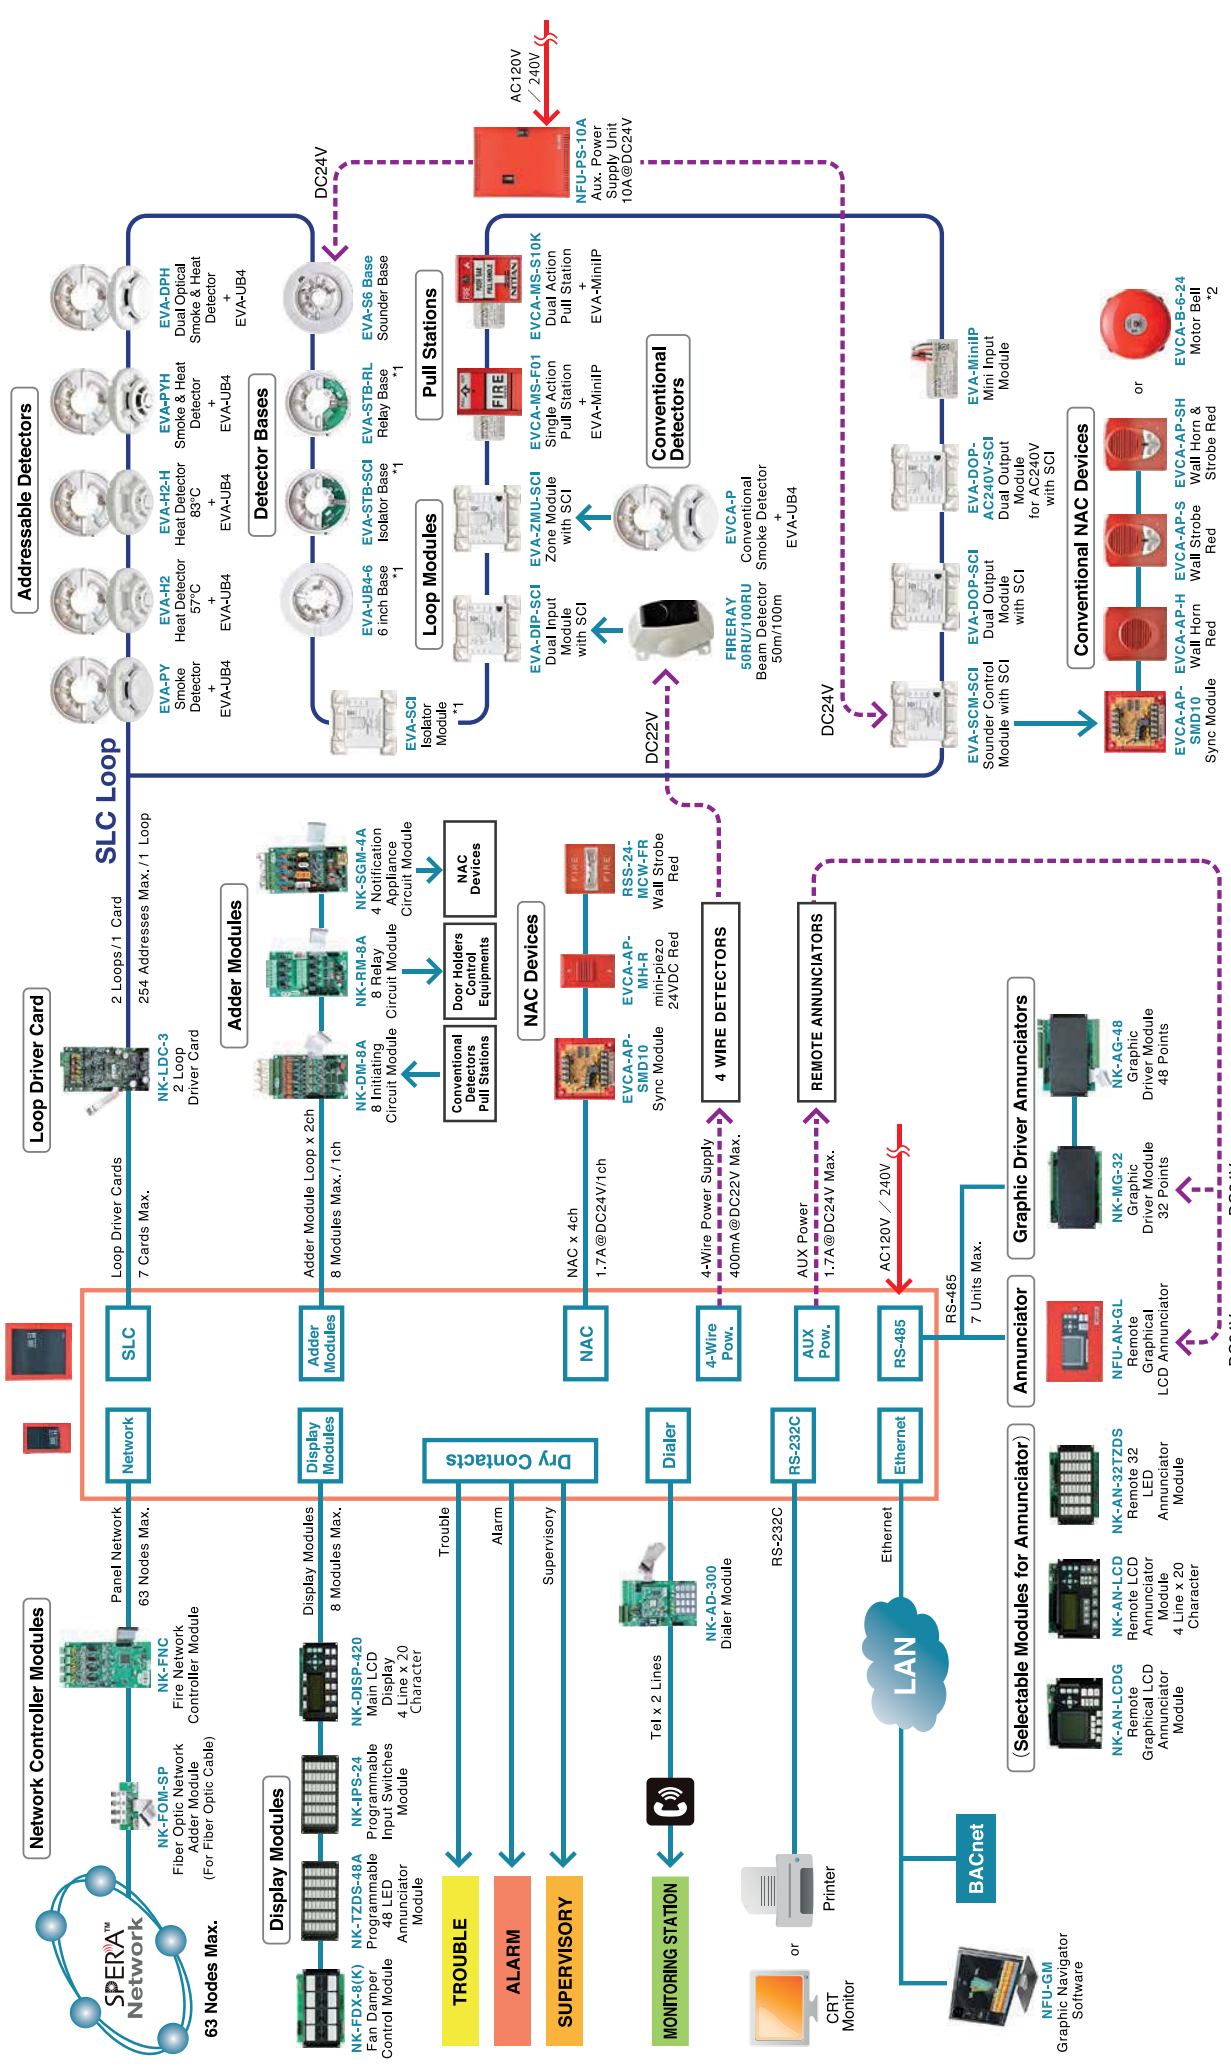 Network Controller Modules
SPERA™
Network
63 Nodes Max.
NK-FOM-SP
Fiber Optic Network
Adder Module
(For Fiber Optic Cable)
NK-FNC
Fire Network
Controller Module
Panel Network
63 Nodes Max.
Network
SLC
Loop Driver Cards
7 Cards Max.
Loop Driver Card
NK-LDC-3
2 Loop
Driver Card
2 Loops/1 Card
254 Addresses Max./1 Loop
SLC Loop
Addressable Detectors
EVA-PY
Smoke
Detector
+
EVA-UB4
EVA-H2
Heat Detector
57°C
+
EVA-UB4
EVA-H2-H
Heat Detector
83°C
+
EVA-UB4
EVA-PYH
Smoke & Heat
Detector
+
EVA-UB4
EVA-DPH
Dual Optical
Smoke & Heat
Detector
+
EVA-UB4
Detector Bases
EVA-UB4-6
6 inch Base
*1
EVA-STB-SCI
Isolator Base
*1
EVA-STB-RL
Relay Base
*1
EVA-S6 Base
Sounder Base
DC24V
EVA-SCI
Isolator
Module
*1
Display Modules
NK-FDX-8(K)
Fan Damper
Control Module
NK-TZDS-48A
Programmable
48 LED
Annunciator
Module
NK-IPS-24
Programmable
Input Switches
Module
NK-DISP-420
Main LCD
Display
4 Line x 20
Character
Display Modules
8 Modules Max.
Display
Modules
Adder
Modules
Adder Module Loop x 2ch
8 Modules Max./1ch
Adder Modules
NK-DM-8A
8 Initiating
Circuit Module
NK-RM-8A
8 Relay
Circuit Module
NK-SGM-4A
4 Notification
Appliance
Circuit Module
Conventional
Detectors
Pull Stations
Door Holders
Control
Equipments
NAC
Devices
Loop Modules
EVA-DIP-SCI
Dual Input
Module
with SCI
EVA-ZMU-SCI
Zone Module
with SCI
Pull Stations
EVCA-MS-F01
Single Action
Pull Station
+
EVA-MiniIP
EVCA-MS-S10K
Dual Action
Pull Station
+
EVA-MiniIP
FIRE
FIRE
NITTAN
AC120V
/ 240V
NFU-PS-10A
Aux. Power
Supply Unit
10A@DC24V
TROUBLE
ALARM
SUPERVISORY
Trouble
Alarm
Supervisory
Dry Contacts
NAC
NAC x 4ch
1.7A@DC24V/1ch
NAC Devices
EVCA-AP-
SMD10
Sync Module
EVCA-AP-
MH-R
mini-piezo
24VDC Red
RSS-24-
MCW-FR
Wall Strobe
Red
FIRE
FIRE
DC22V
FIRERAY
50RU/100RU
Beam Detector
50m/100m
EVCA-P
Conventional
Smoke Detector
+
EVA-UB4
Conventional
Detectors
MONITORING STATION
Tel x 2 Lines
NK-AD-300
Dialer Module
Dialer
4-Wire
Pow.
4-Wire Power Supply
400mA@DC22V Max.
4 WIRE DETECTORS
CRT
Monitor
or
Printer
RS-232C
RS-232C
AUX
Pow.
AUX Power
1.7A@DC24V Max.
REMOTE ANNUNCIATORS
DC24V
LAN
Ethernet
Ethernet
RS-485
AC120V / 240V
RS-485
7 Units Max.
NFU-GM
Graphic Navigator
Software
BACnet
(Selectable Modules for Annunciator)
NK-AN-LCDG
Remote
Graphical LCD
Annunciator
Module
NK-AN-LCD
Remote LCD
Annunciator
Module
4 Line x 20
Character
NK-AN-32TZDS
Remote 32
LED
Annunciator
Module
Annunciator
NFU-AN-GL
Remote
Graphical
LCD Annunciator
Graphic Driver Annunciators
NK-MG-32
Graphic
Driver Module
32 Points
NK-AG-48
Graphic
Driver Module
48 Points
EVA-SCM-SCI
Sounder Control
Module with SCI
EVA-DOP-SCI
Dual Output
Module
with SCI
EVA-DOP-
AC240V-SCI
Dual Output
Module
for AC240V
with SCI
EVA-MiniIP
Mini Input
Module
Conventional NAC Devices
EVCA-AP-
SMD10
Sync Module
EVCA-AP-H
Wall Horn
Red
EVCA-AP-S
Wall Strobe
Red
EVCA-AP-SH
Wall Horn &
Strobe Red
or
EVCA-B-6-24
Motor Bell
*2